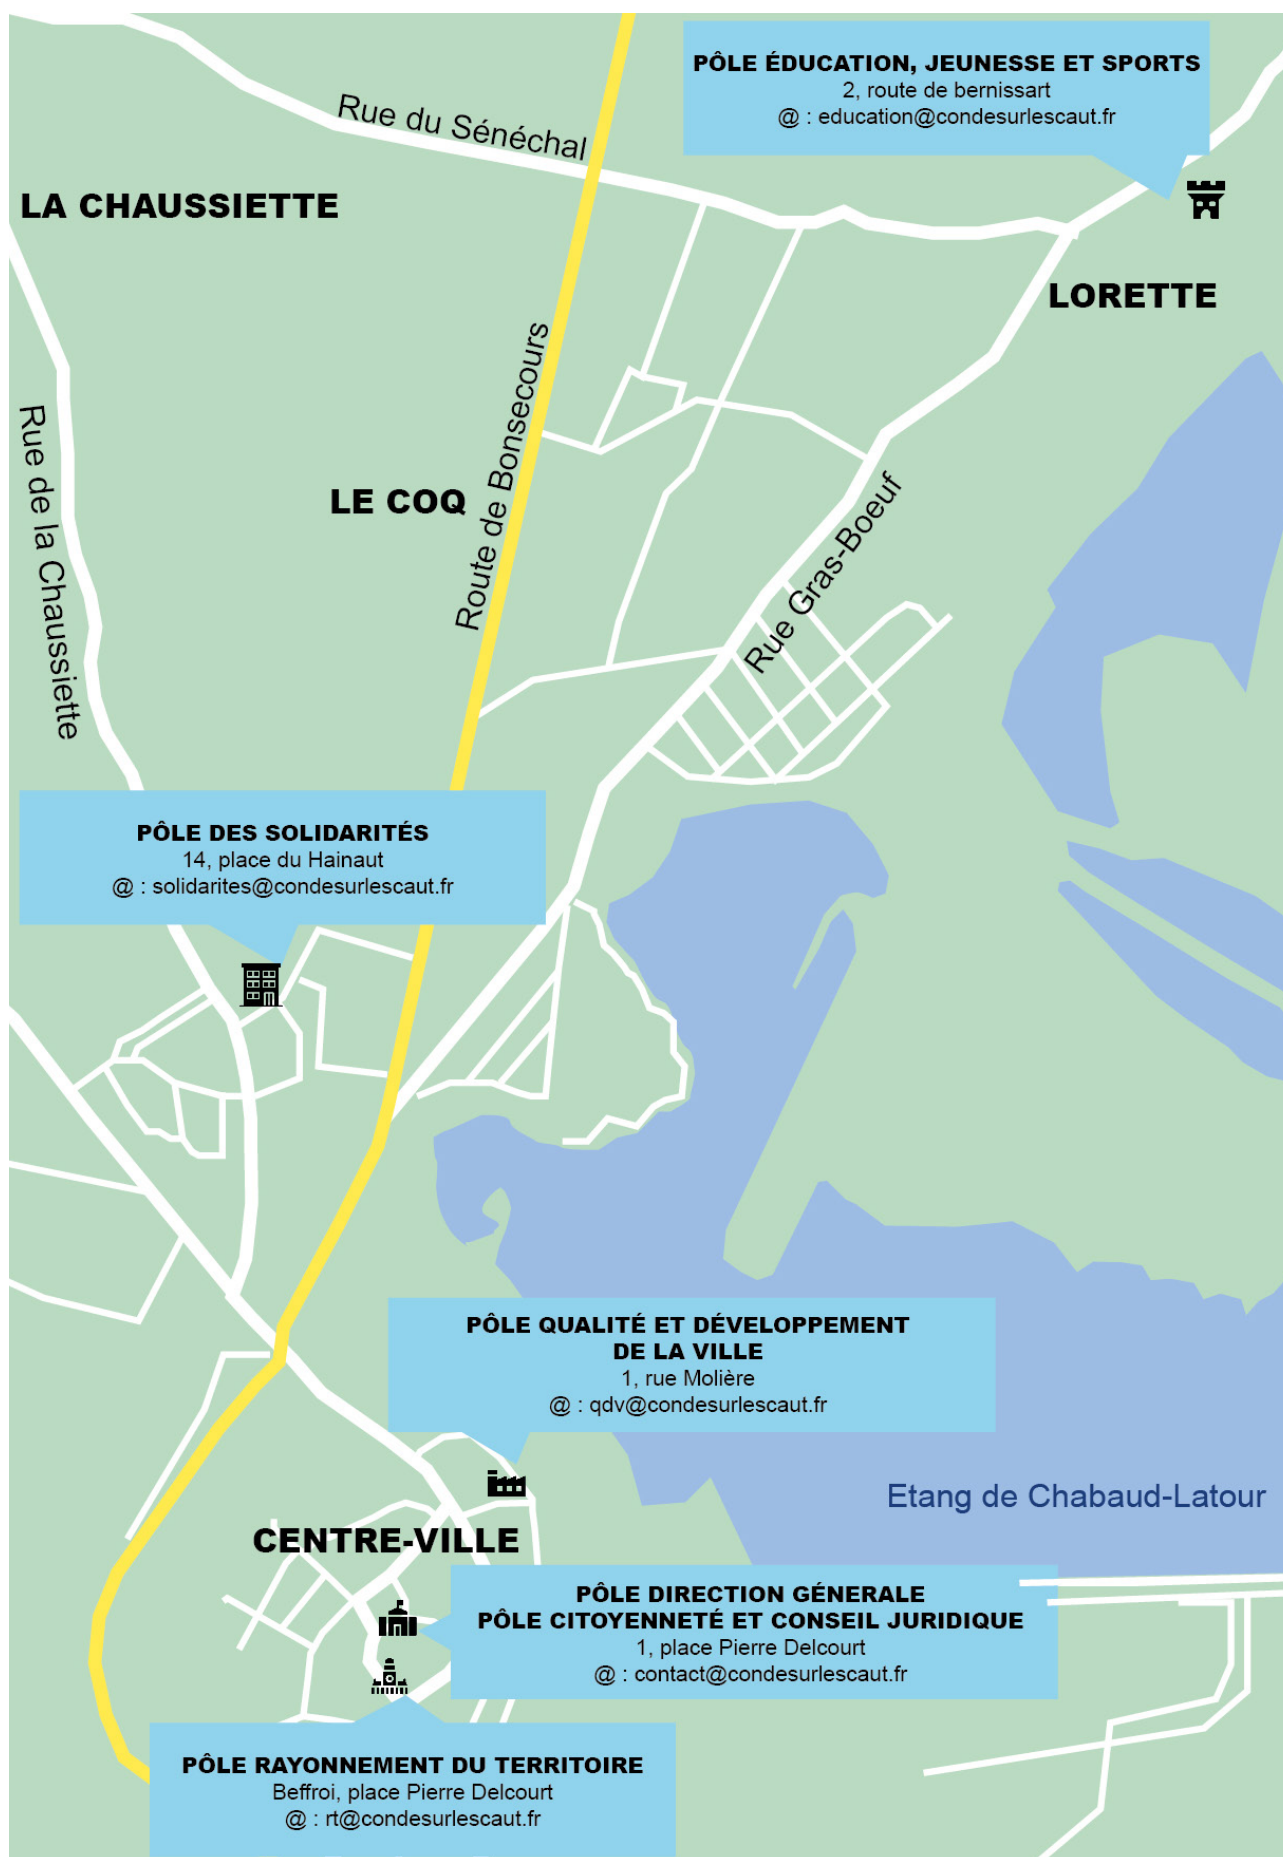 PÔLE ÉDUCATION, JEUNESSE ET SPORTS
2, route de bernissart
@ : education@condesurlescaut.fr
Rue du Sénéchal
LA CHAUSSIETTE
LORETTE
Route de Bonsecours
Rue de la Chaussiette
LE COQ
Rue Gras-Boeuf
PÔLE DES SOLIDARITÉS
14, place du Hainaut
@ : solidarites@condesurlescaut.fr
PÔLE QUALITÉ ET DÉVELOPPEMENT
DE LA VILLE
1, rue Molière
@ : qdv@condesurlescaut.fr
Etang de Chabaud-Latour
CENTRE-VILLE
PÔLE DIRECTION GÉNERALE
PÔLE CITOYENNETÉ ET CONSEIL JURIDIQUE
1, place Pierre Delcourt
@ : contact@condesurlescaut.fr
PÔLE RAYONNEMENT DU TERRITOIRE
Beffroi, place Pierre Delcourt
@ : rt@condesurlescaut.fr